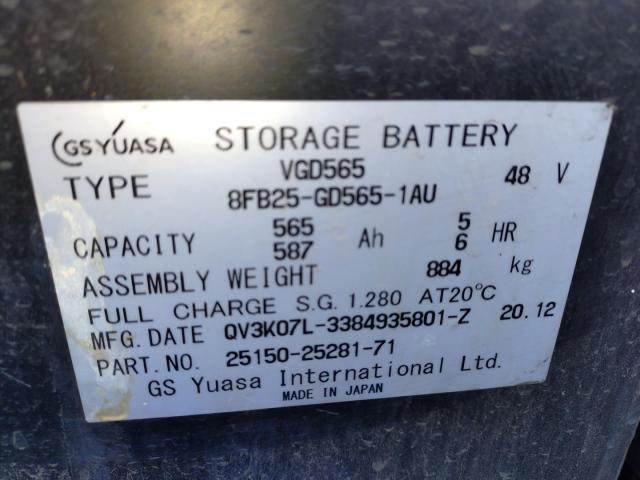 GS YUASA STORAGE BATTERY
VGD565
TYPE 8FB25-GD565-1AU 48 V
565 5
CAPACITY 587 Ah 6 HR
ASSEMBLY WEIGHT 884 kg
FULL CHARGE S.G. 1.280 AT20℃
MFG. DATE QV3K07L-3384935801-Z 20.12
PART. NO. 25150-25281-71
GS Yuasa International Ltd.
MADE IN JAPAN